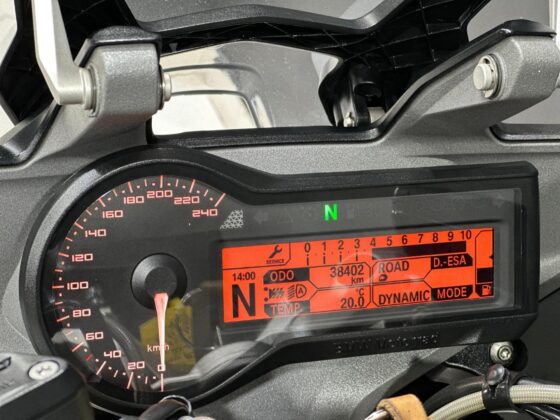 0 20 40 60 80 100 120 140 160 180 200 220 240
km/h
N
0 1 2 3 4 5 6 7 8 9 10
SERVICE
14:00 ODO 38402 km ROAD D.-ESA
N
A
TEMP. °C 20.0 DYNAMIC MODE
BMW Motorrad